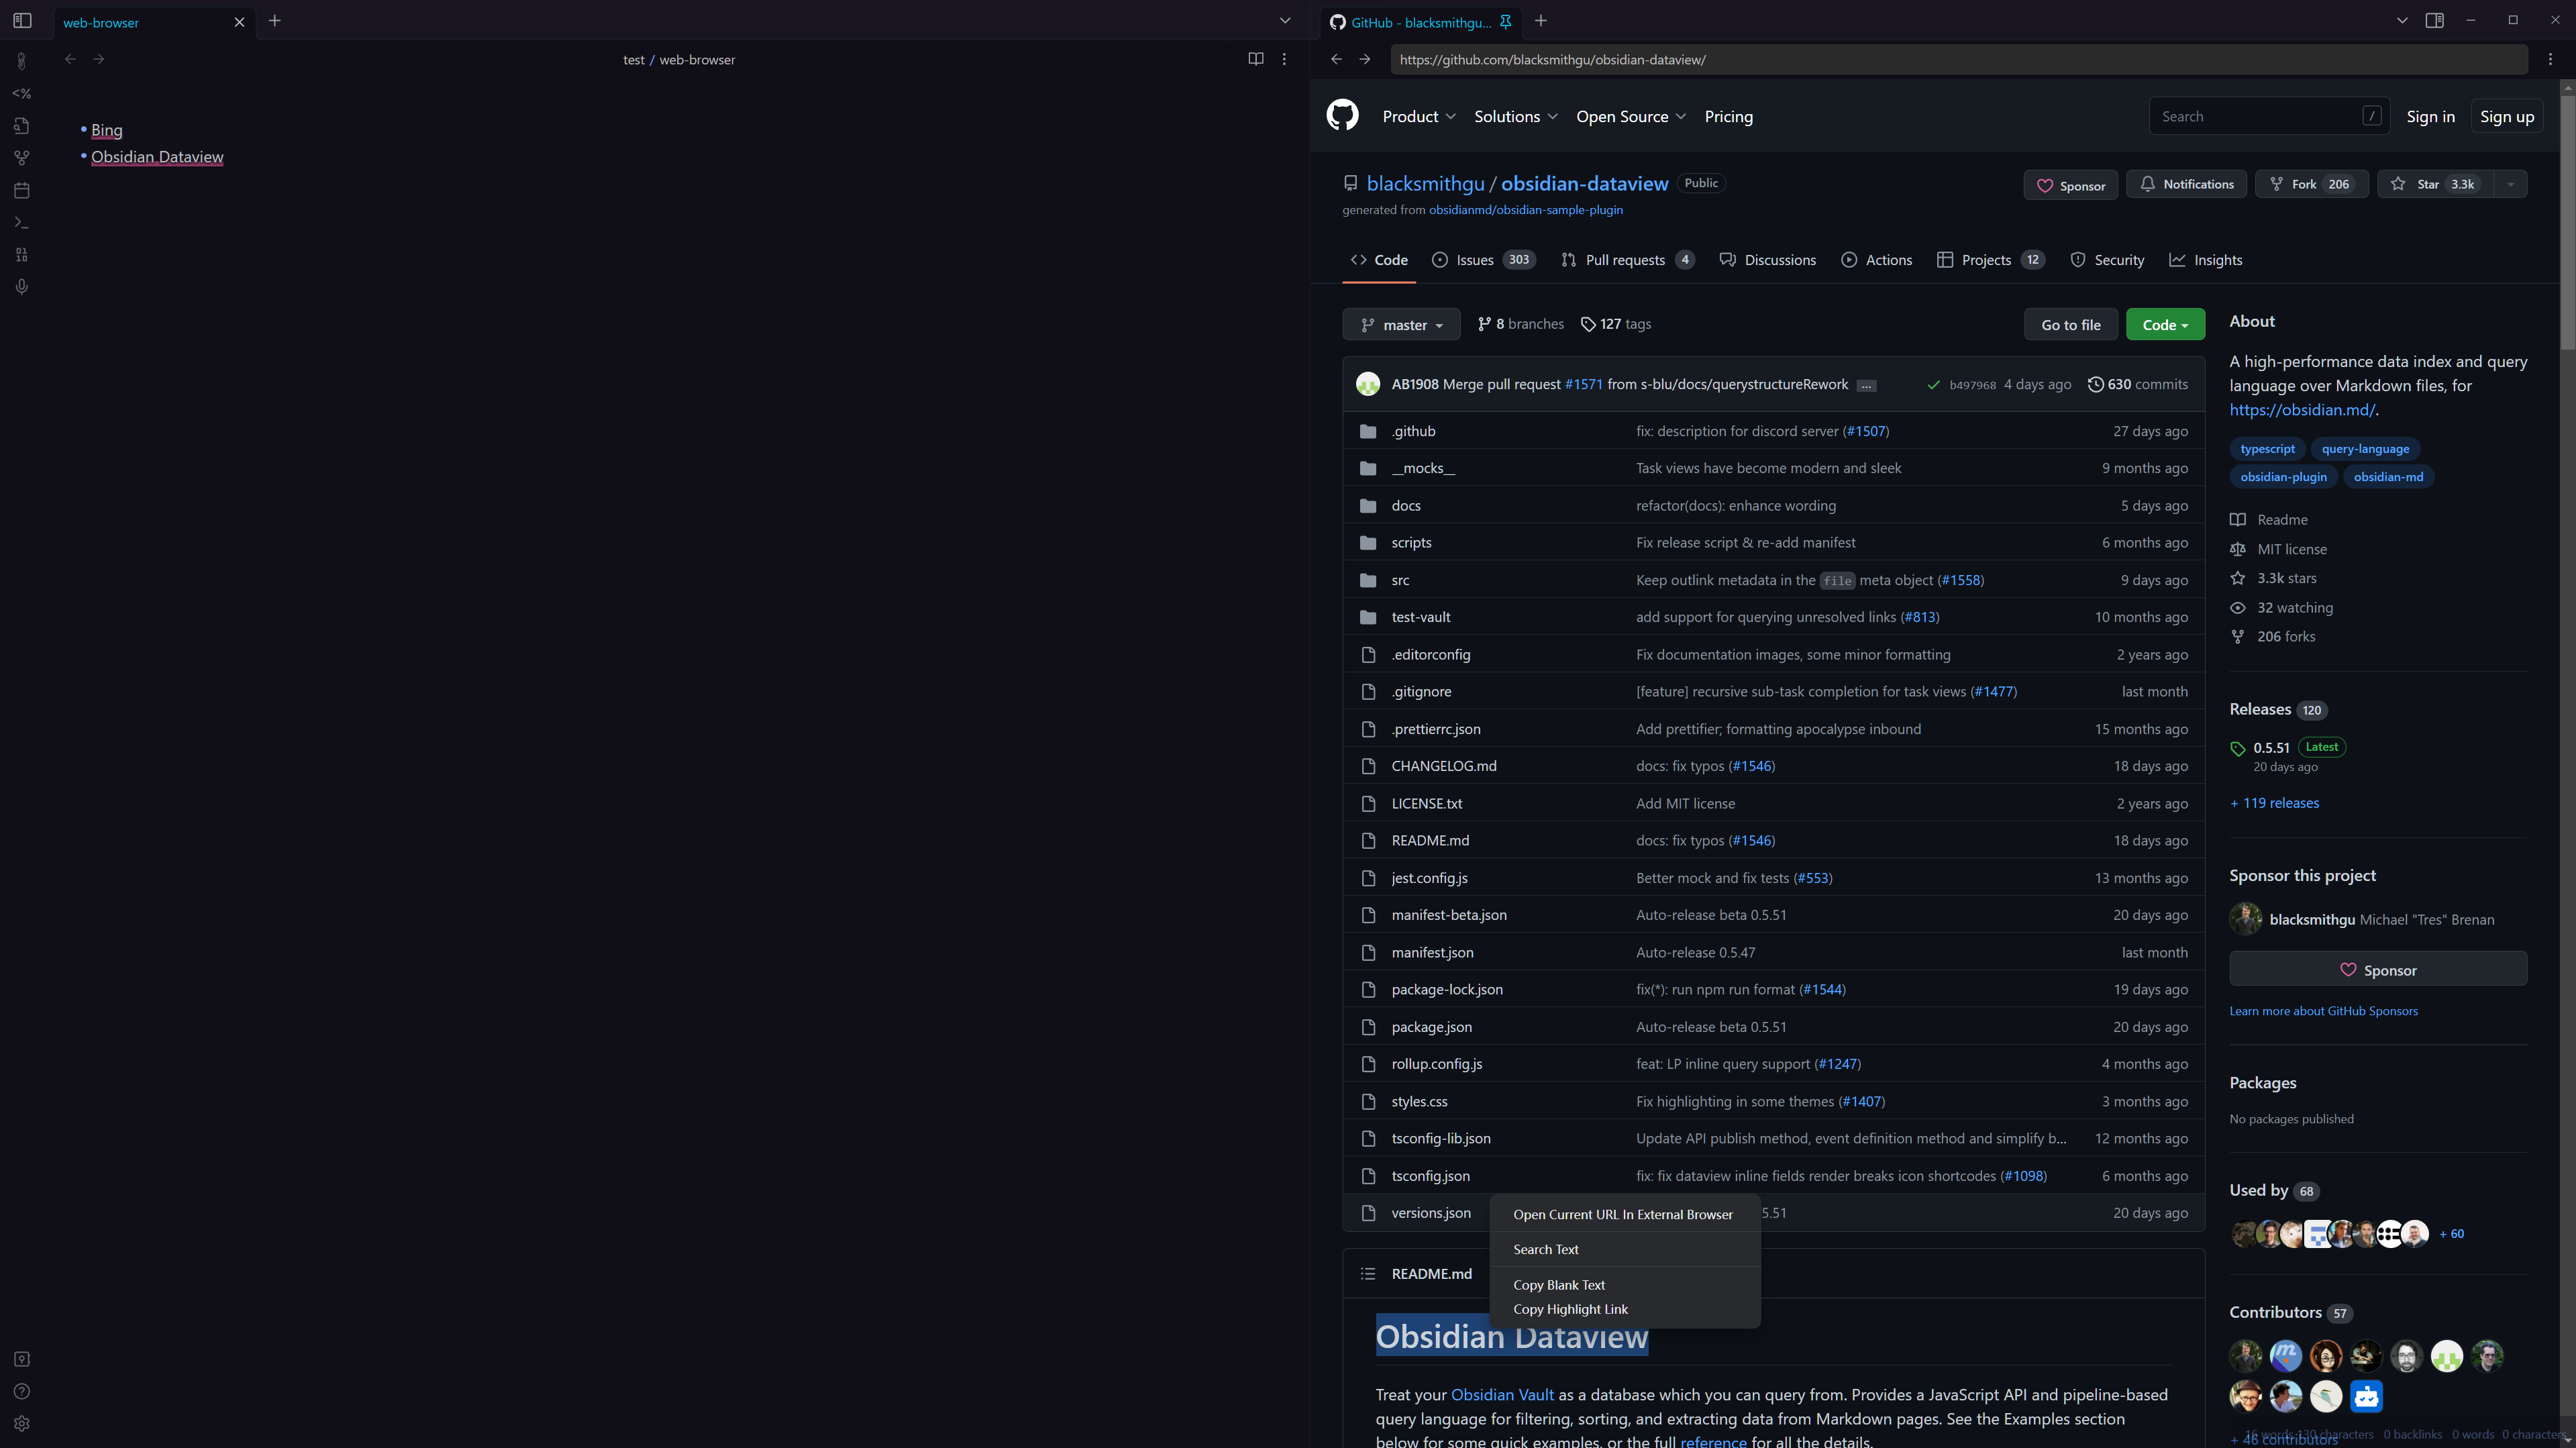 web-browser
test / web-browser
Bing
Obsidian Dataview
GitHub - blacksmithgu...
https://github.com/blacksmithgu/obsidian-dataview/
Product Solutions Open Source Pricing
Search /
Sign in
Sign up
blacksmithgu / obsidian-dataview Public
Sponsor
Notifications
Fork 206
Star 3.3k
generated from obsidianmd/obsidian-sample-plugin
Code
Issues 303
Pull requests 4
Discussions
Actions
Projects 12
Security
Insights
master
8 branches
127 tags
Go to file
Code
AB1908 Merge pull request #1571 from s-blu/docs/querystructureRework ... b497968 4 days ago 630 commits
.github fix: description for discord server (#1507) 27 days ago
__mocks__ Task views have become modern and sleek 9 months ago
docs refactor(docs): enhance wording 5 days ago
scripts Fix release script & re-add manifest 6 months ago
src Keep outlink metadata in the file meta object (#1558) 9 days ago
test-vault add support for querying unresolved links (#813) 10 months ago
.editorconfig Fix documentation images, some minor formatting 2 years ago
.gitignore [feature] recursive sub-task completion for task views (#1477) last month
.prettierrc.json Add prettifier; formatting apocalypse inbound 15 months ago
CHANGELOG.md docs: fix typos (#1546) 18 days ago
LICENSE.txt Add MIT license 2 years ago
README.md docs: fix typos (#1546) 18 days ago
jest.config.js Better mock and fix tests (#553) 13 months ago
manifest-beta.json Auto-release beta 0.5.51 20 days ago
manifest.json Auto-release 0.5.47 last month
package-lock.json fix(*): run npm run format (#1544) 19 days ago
package.json Auto-release beta 0.5.51 20 days ago
rollup.config.js feat: LP inline query support (#1247) 4 months ago
styles.css Fix highlighting in some themes (#1407) 3 months ago
tsconfig-lib.json Update API publish method, event definition method and simplify b... 12 months ago
tsconfig.json fix: fix dataview inline fields render breaks icon shortcodes (#1098) 6 months ago
versions.json 5.51 20 days ago
Open Current URL In External Browser
Search Text
Copy Blank Text
Copy Highlight Link
README.md
Obsidian Dataview
Treat your Obsidian Vault as a database which you can query from. Provides a JavaScript API and pipeline-based
query language for filtering, sorting, and extracting data from Markdown pages. See the Examples section
below for some quick examples, or the full reference for all the details.
About
A high-performance data index and query
language over Markdown files, for
https://obsidian.md/.
typescript query-language
obsidian-plugin obsidian-md
Readme
MIT license
3.3k stars
32 watching
206 forks
Releases 120
0.5.51 Latest
20 days ago
+ 119 releases
Sponsor this project
blacksmithgu Michael "Tres" Brenan
Sponsor
Learn more about GitHub Sponsors
Packages
No packages published
Used by 68
+ 60
Contributors 57
+ 46 contributors
words 130 characters 0 backlinks 0 words 0 characters